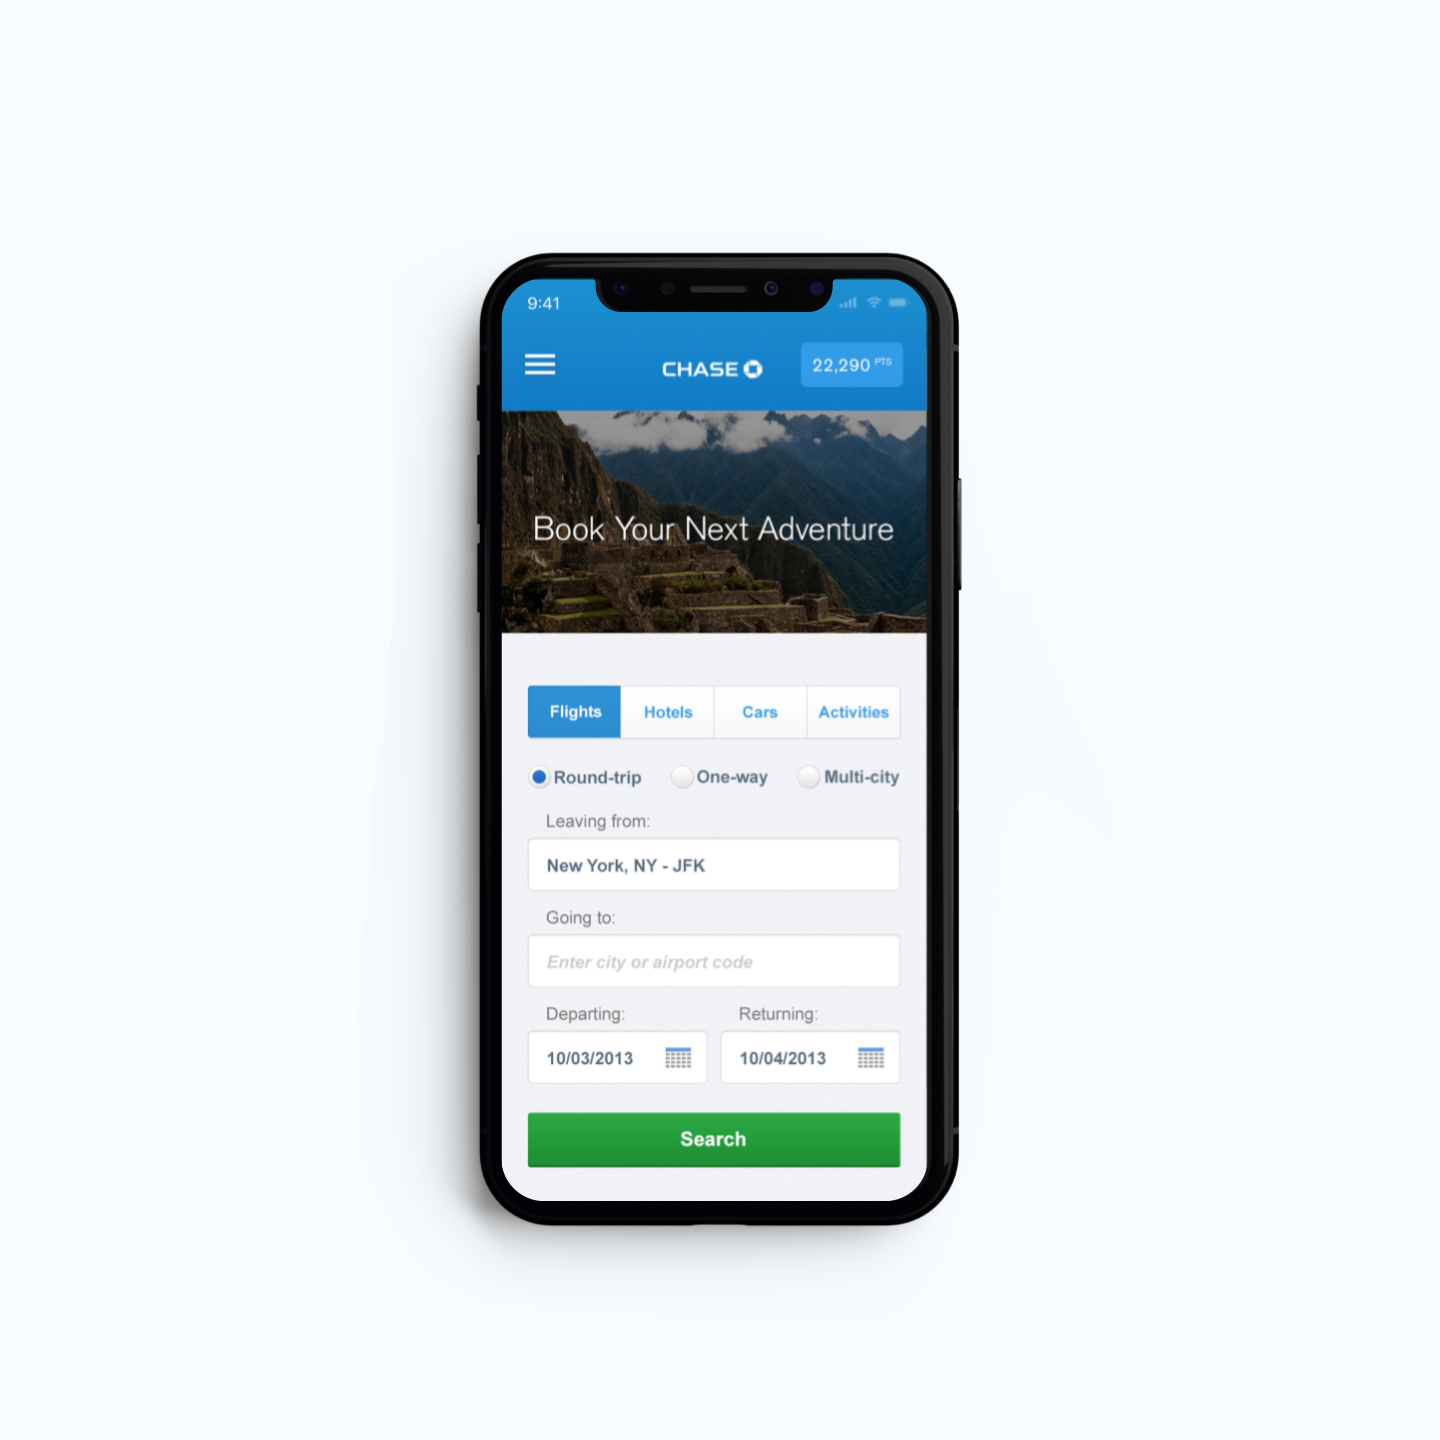 9:41
CHASE
22,290 PTS
Book Your Next Adventure
Flights Hotels Cars Activities
Round-trip One-way Multi-city
Leaving from:
New York, NY - JFK
Going to:
Enter city or airport code
Departing: Returning:
10/03/2013 10/04/2013
Search